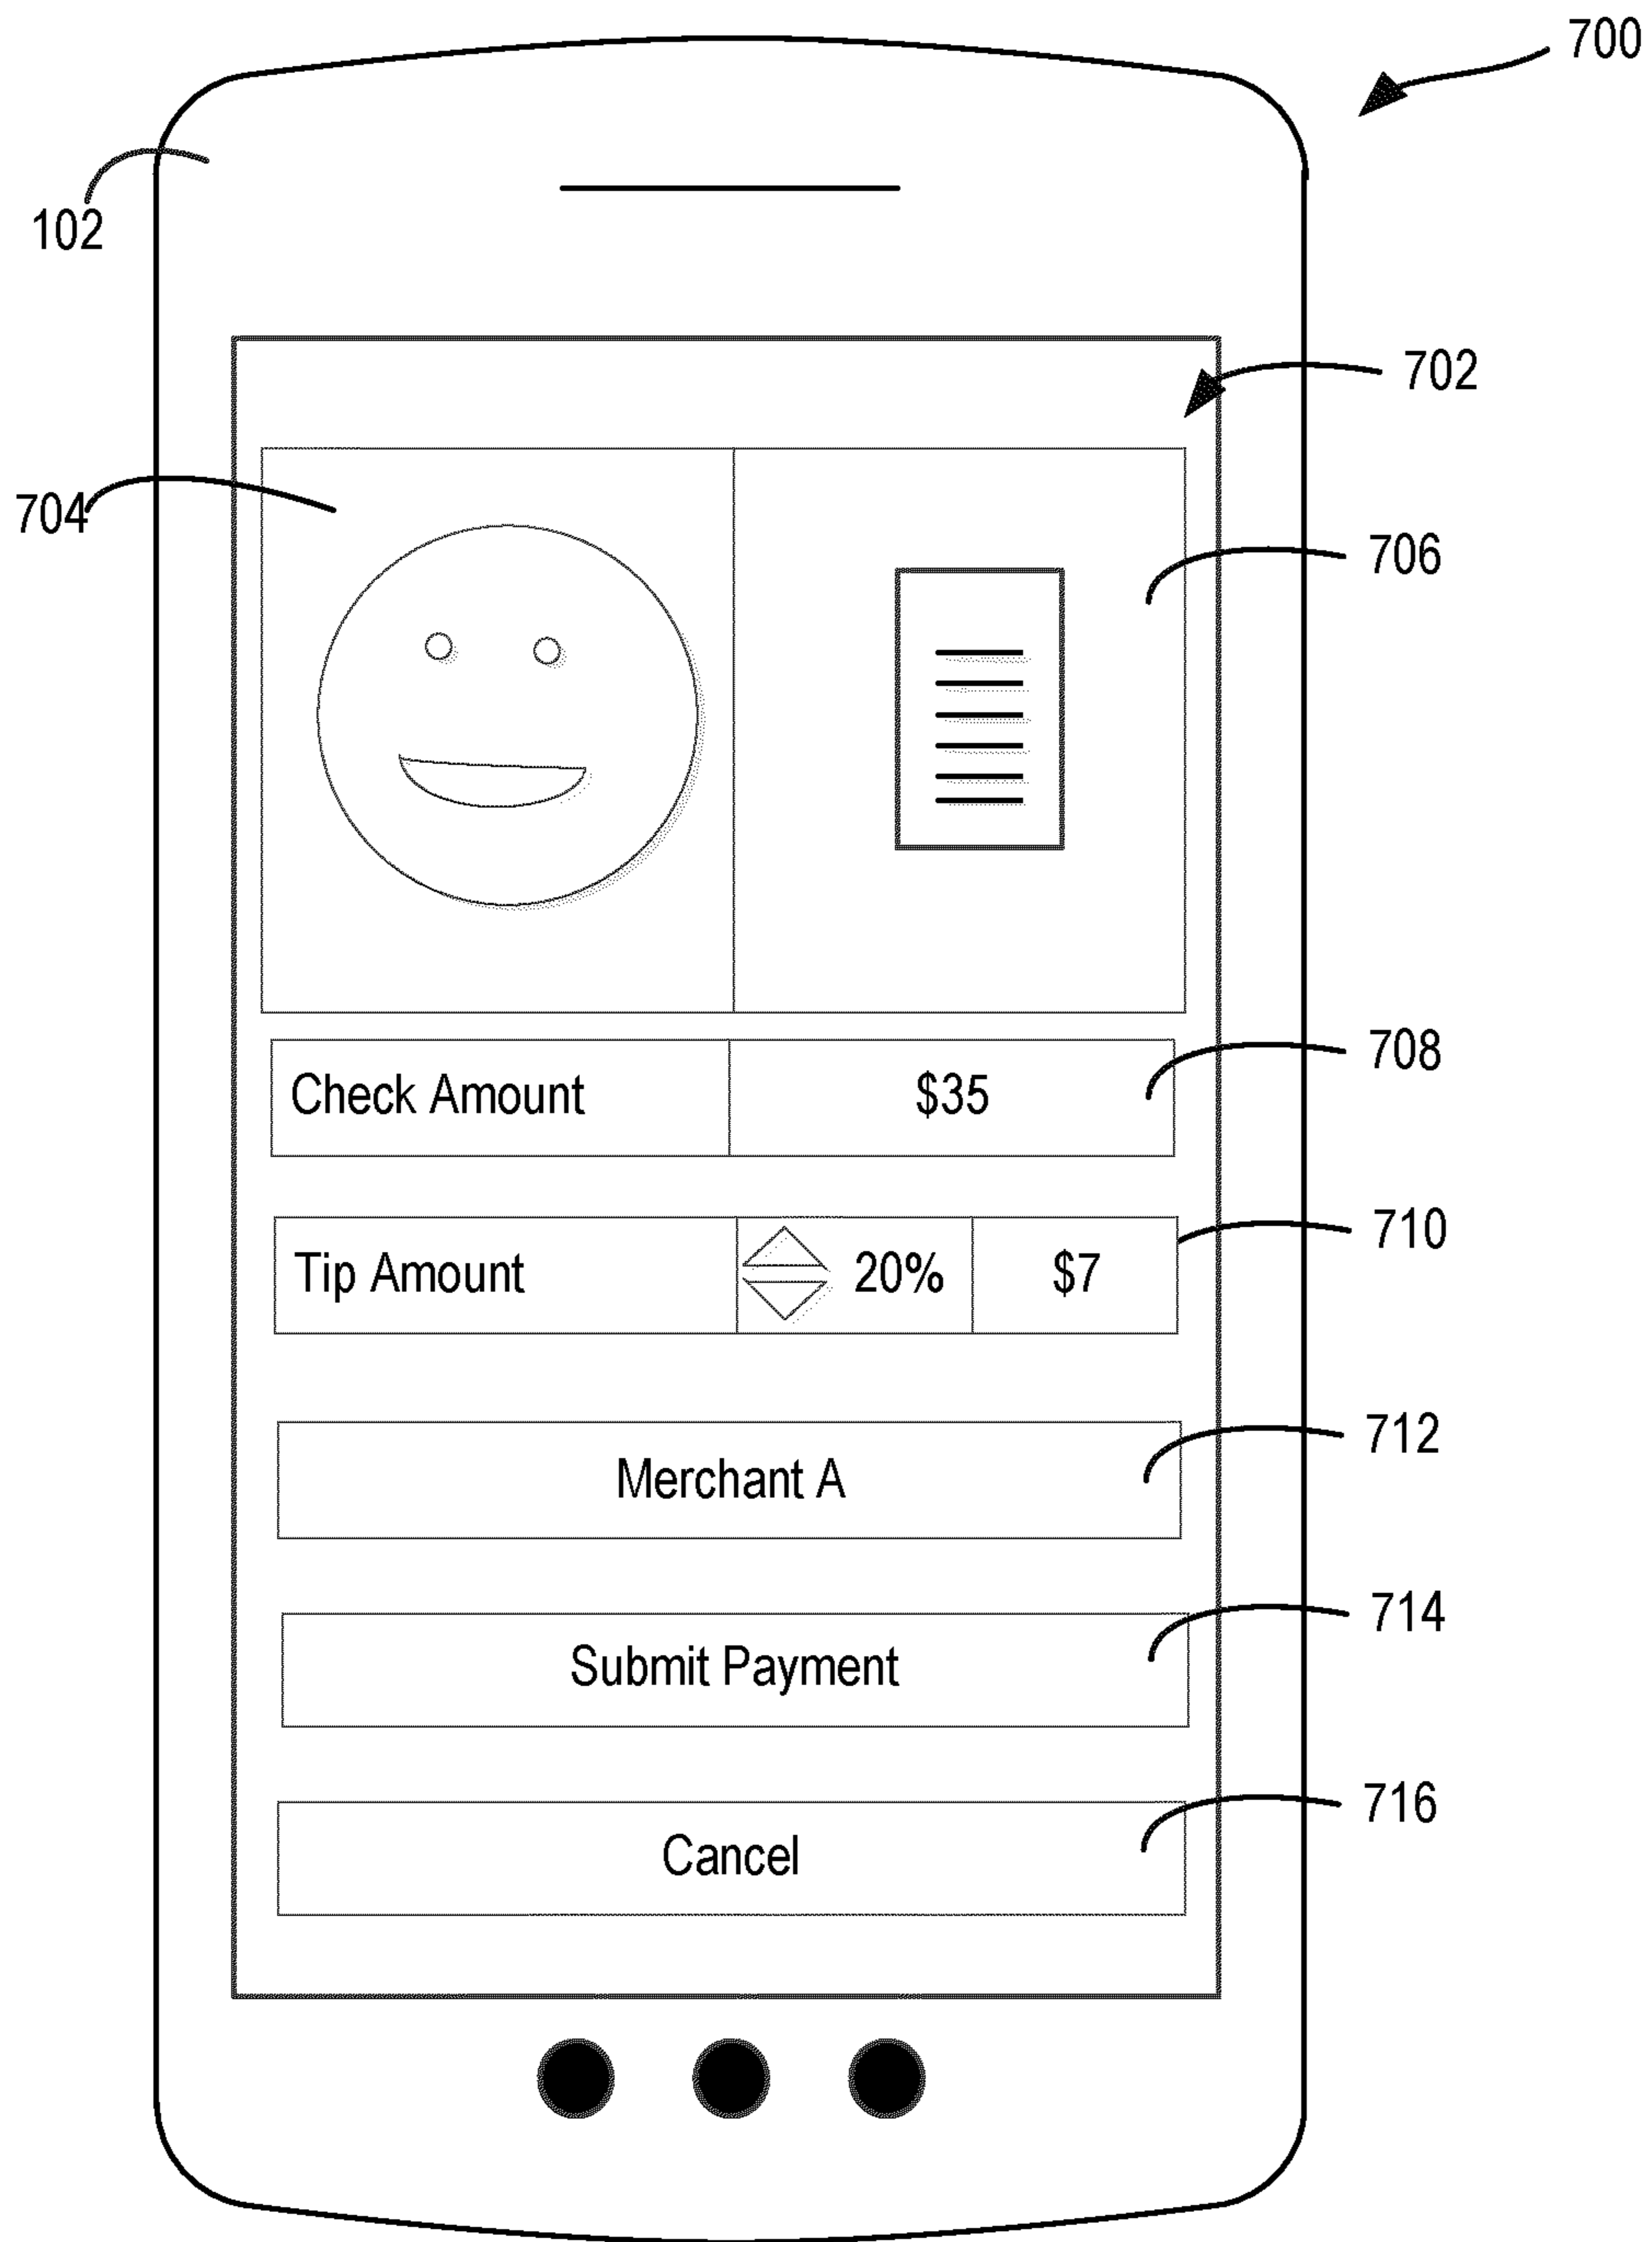 700
102
702
704
706
Check Amount $35 708
Tip Amount 20% $7 710
Merchant A 712
Submit Payment 714
Cancel 716